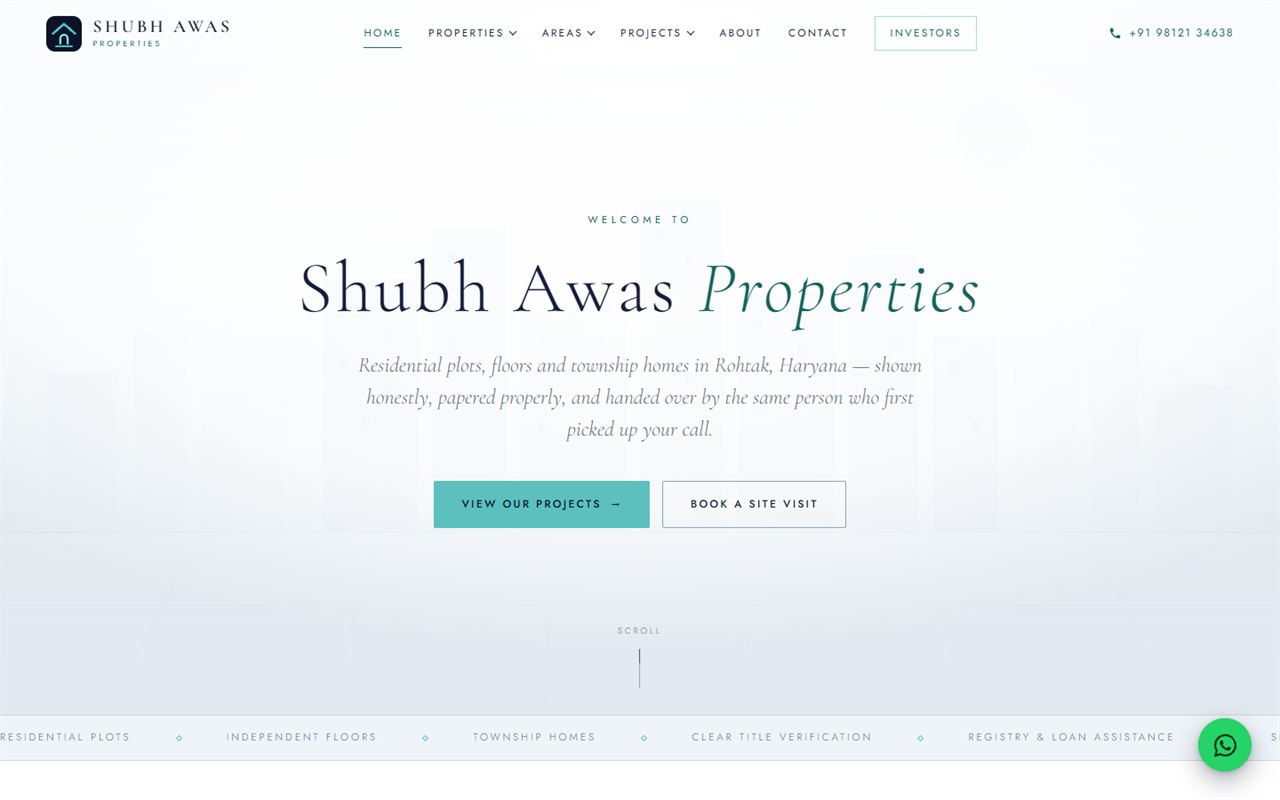 SHUBH AWAS
PROPERTIES
HOME
PROPERTIES
AREAS
PROJECTS
ABOUT
CONTACT
INVESTORS
+91 98121 34638
WELCOME TO
Shubh Awas Properties
Residential plots, floors and township homes in Rohtak, Haryana — shown
honestly, papered properly, and handed over by the same person who first
picked up your call.
VIEW OUR PROJECTS →
BOOK A SITE VISIT
SCROLL
RESIDENTIAL PLOTS ◇ INDEPENDENT FLOORS ◇ TOWNSHIP HOMES ◇ CLEAR TITLE VERIFICATION ◇ REGISTRY & LOAN ASSISTANCE